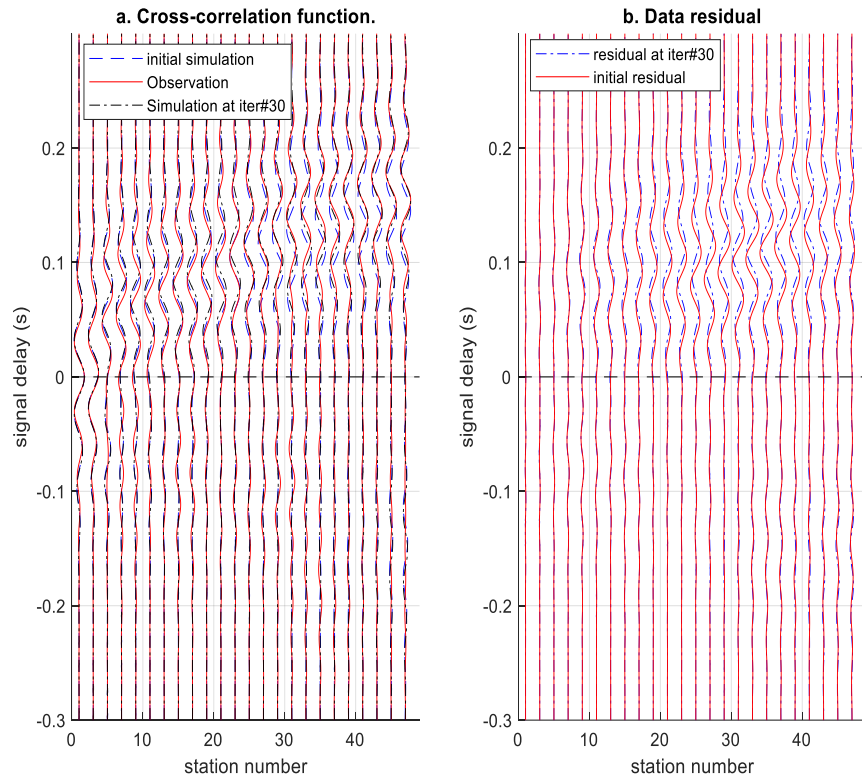 a. Cross-correlation function.
initial simulation
Observation
Simulation at iter#30
signal delay (s)
0.2
0.1
0
-0.1
-0.2
-0.3
0 10 20 30 40
station number
b. Data residual
residual at iter#30
initial residual
signal delay (s)
0.2
0.1
0
-0.1
-0.2
-0.3
0 10 20 30 40
station number